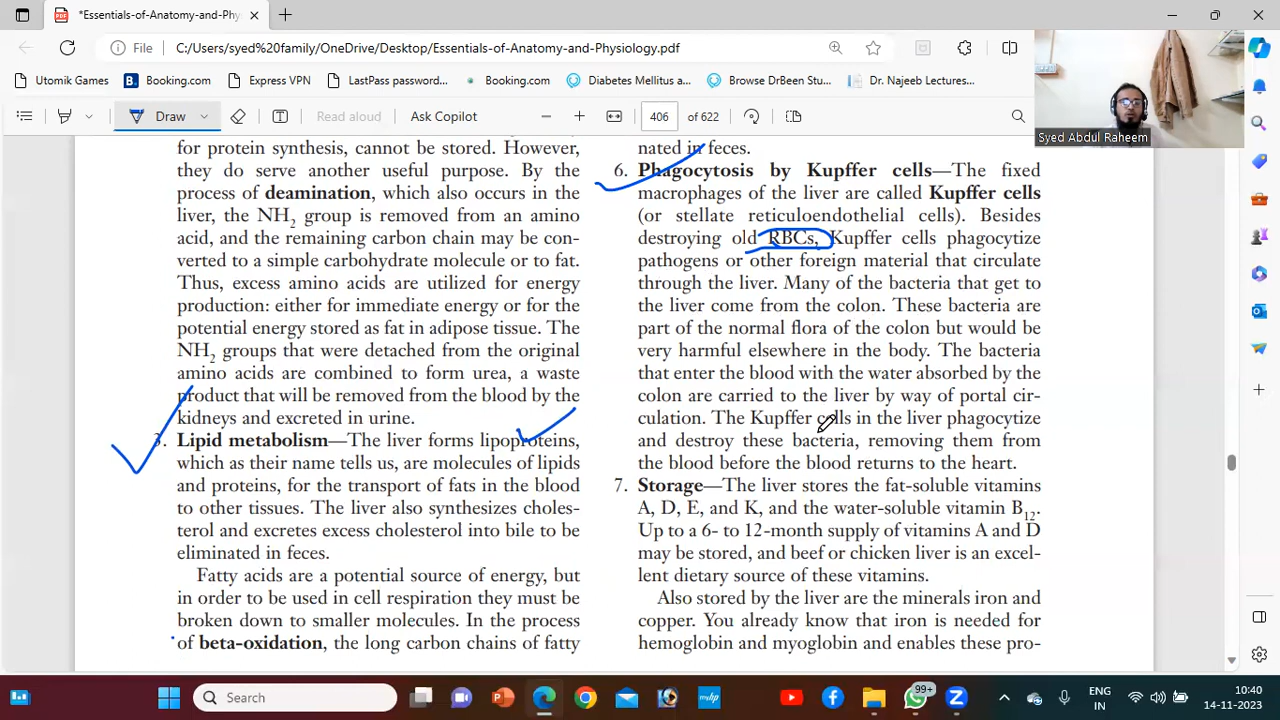 *Essentials-of-Anatomy-and-Phy
File
C:/Users/syed%20family/OneDrive/Desktop/Essentials-of-Anatomy-and-Physiology.pdf
Utomik Games
Booking.com
Express VPN
LastPass password...
Booking.com
Diabetes Mellitus a...
Browse DrBeen Stu...
Dr. Najeeb Lectures...
Draw
Read aloud
Ask Copilot
406 of 622
Syed Abdul Raheem
for protein synthesis, cannot be stored. However,
they do serve another useful purpose. By the
process of deamination, which also occurs in the
liver, the NH2 group is removed from an amino
acid, and the remaining carbon chain may be con-
verted to a simple carbohydrate molecule or to fat.
Thus, excess amino acids are utilized for energy
production: either for immediate energy or for the
potential energy stored as fat in adipose tissue. The
NH2 groups that were detached from the original
amino acids are combined to form urea, a waste
product that will be removed from the blood by the
kidneys and excreted in urine.
3. Lipid metabolism—The liver forms lipoproteins,
which as their name tells us, are molecules of lipids
and proteins, for the transport of fats in the blood
to other tissues. The liver also synthesizes choles-
terol and excretes excess cholesterol into bile to be
eliminated in feces.
Fatty acids are a potential source of energy, but
in order to be used in cell respiration they must be
broken down to smaller molecules. In the process
of beta-oxidation, the long carbon chains of fatty
nated in feces.
6. Phagocytosis by Kupffer cells—The fixed
macrophages of the liver are called Kupffer cells
(or stellate reticuloendothelial cells). Besides
destroying old RBCs, Kupffer cells phagocytize
pathogens or other foreign material that circulate
through the liver. Many of the bacteria that get to
the liver come from the colon. These bacteria are
part of the normal flora of the colon but would be
very harmful elsewhere in the body. The bacteria
that enter the blood with the water absorbed by the
colon are carried to the liver by way of portal cir-
culation. The Kupffer cells in the liver phagocytize
and destroy these bacteria, removing them from
the blood before the blood returns to the heart.
7. Storage—The liver stores the fat-soluble vitamins
A, D, E, and K, and the water-soluble vitamin B12.
Up to a 6- to 12-month supply of vitamins A and D
may be stored, and beef or chicken liver is an excel-
lent dietary source of these vitamins.
Also stored by the liver are the minerals iron and
copper. You already know that iron is needed for
hemoglobin and myoglobin and enables these pro-
Search
99+
ENG
IN
10:40
14-11-2023